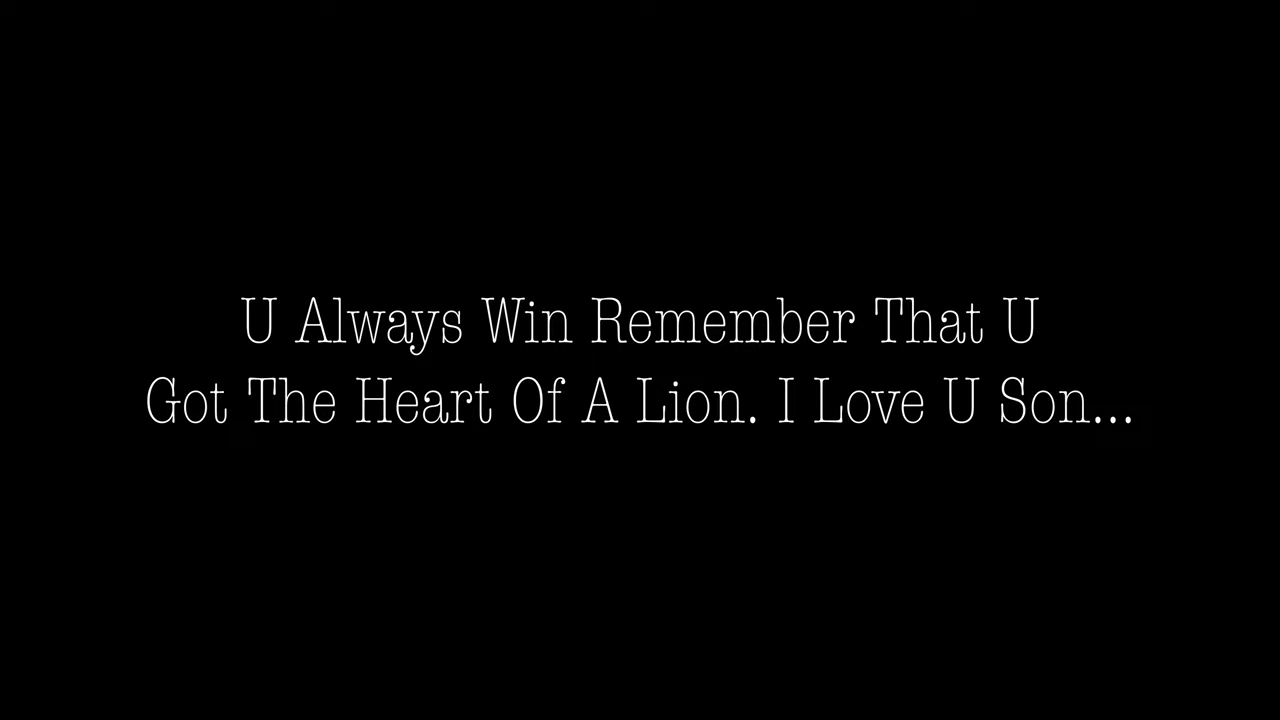 U Always Win Remember That U
Got The Heart Of A Lion. I Love U Son...